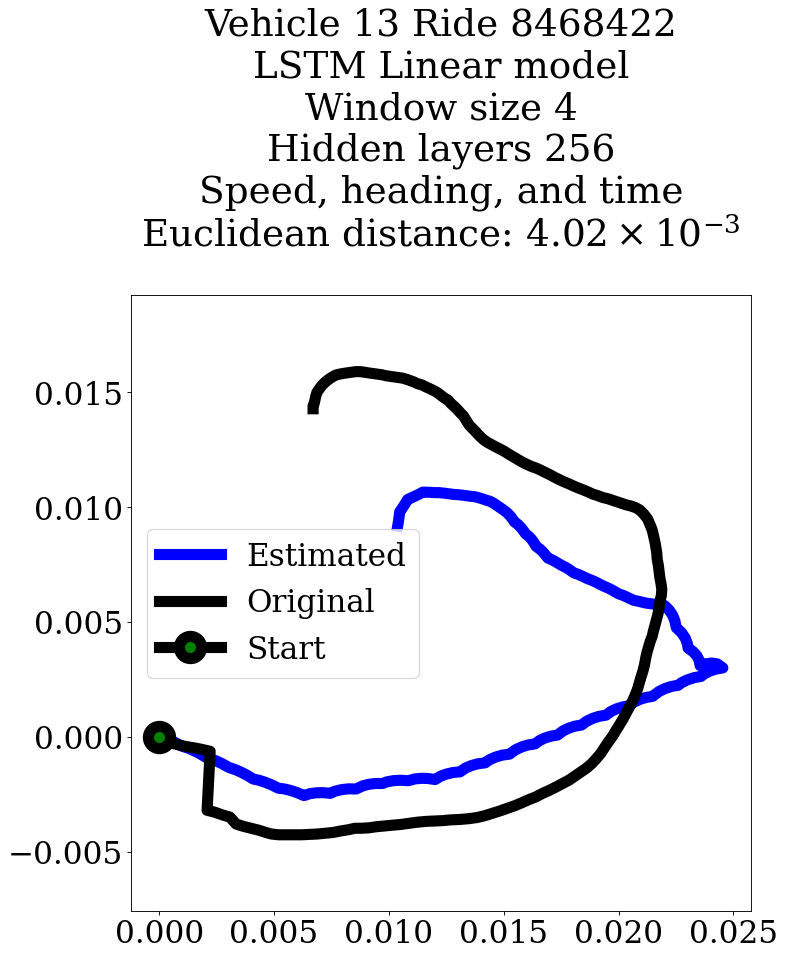 Vehicle 13 Ride 8468422
LSTM Linear model
Window size 4
Hidden layers 256
Speed, heading, and time
Euclidean distance: 4.02 × 10⁻³
0.015
0.010
0.005
0.000
−0.005
Estimated
Original
Start
0.000 0.005 0.010 0.015 0.020 0.025